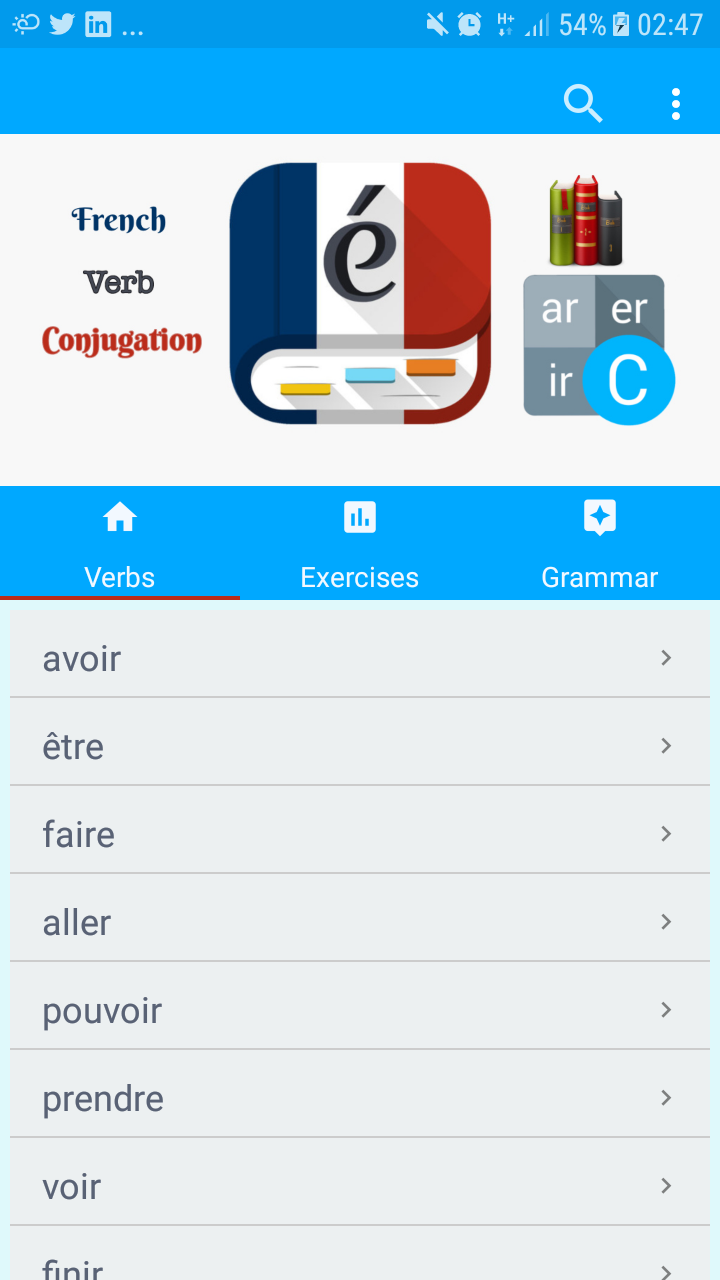 ... H+ 54% 02:47
French
Verb
Conjugation
é
ar er
ir C
Verbs Exercises Grammar
avoir
être
faire
aller
pouvoir
prendre
voir
finir